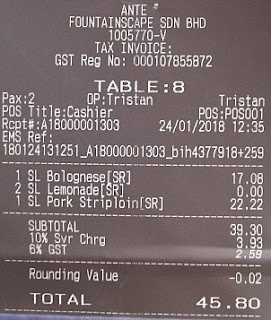 ANTE
FOUNTAINSCAPE SDN BHD
1005770-V
TAX INVOICE:
GST Reg No: 000107855872
TABLE:8
Pax:2 OP:Tristan Tristan
POS Title:Cashier POS:POS001
Rcpt#:A18000001303 24/01/2018 12:35
EMS Ref:
180124131251_A18000001303_bih4377918+259
1 SL Bolognese[SR] 17.08
2 SL Lemonade[SR] 0.00
1 SL Pork Striploin[SR] 22.22
SUBTOTAL 39.30
10% Svr Chrg 3.93
6% GST 2.59
Rounding Value -0.02
TOTAL 45.80